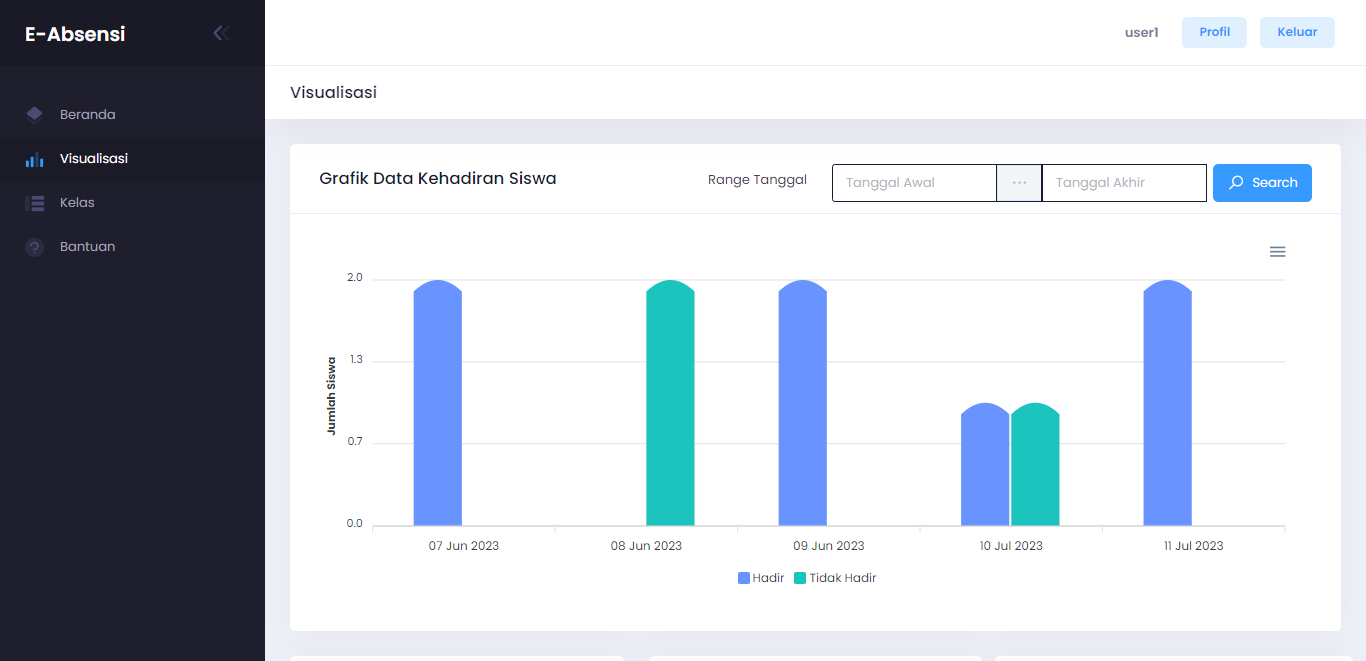 E-Absensi
user1
Profil
Keluar
Visualisasi
Beranda
Visualisasi
Kelas
Bantuan
Grafik Data Kehadiran Siswa
Range Tanggal
Tanggal Awal
...
Tanggal Akhir
Search
Jumlah Siswa
2.0
1.3
0.7
0.0
07 Jun 2023
08 Jun 2023
09 Jun 2023
10 Jul 2023
11 Jul 2023
Hadir
Tidak Hadir